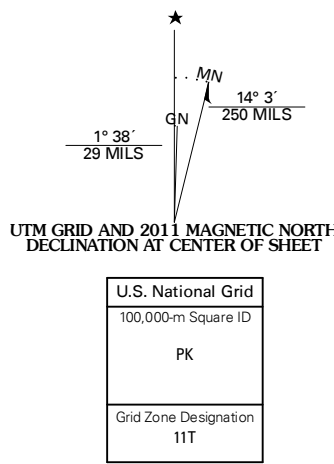 MN
GN
14° 3´
250 MILS
1° 38´
29 MILS
UTM GRID AND 2011 MAGNETIC NORTH
DECLINATION AT CENTER OF SHEET
U.S. National Grid
100,000-m Square ID
PK
Grid Zone Designation
11T